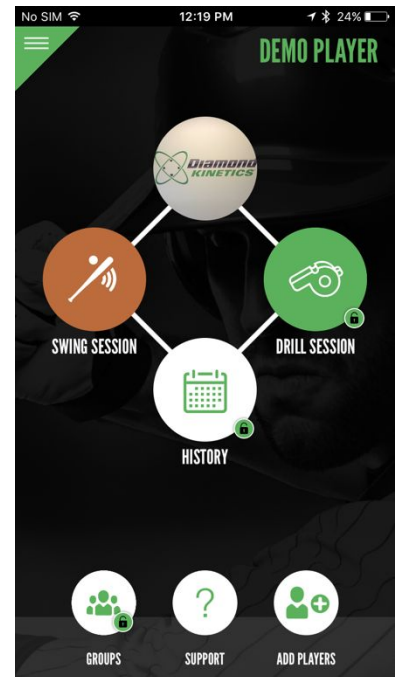 No SIM 12:19 PM 24%
DEMO PLAYER
Diamond
KINETICS
SWING SESSION DRILL SESSION
HISTORY
?
GROUPS SUPPORT ADD PLAYERS